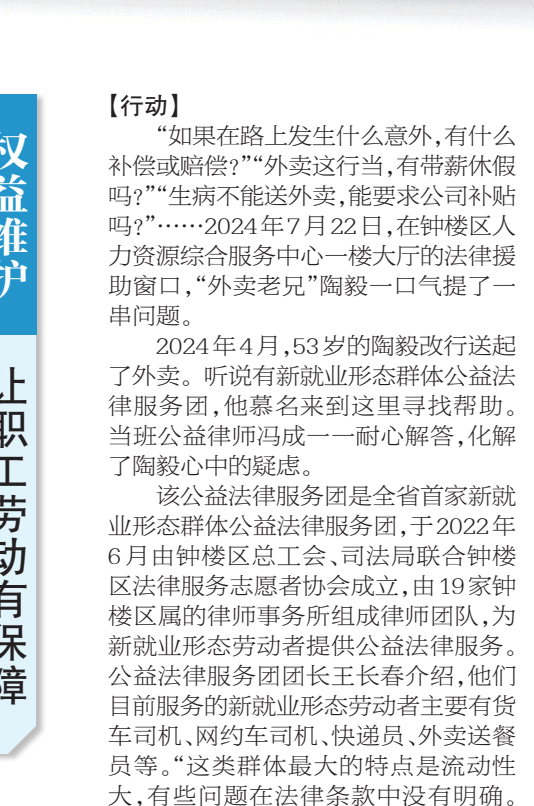 权益维护
让职工劳动有保障
【行动】
“如果在路上发生什么意外,有什么
补偿或赔偿?”“外卖这行当,有带薪休假
吗?”“生病不能送外卖,能要求公司补贴
吗?”……2024年7月22日,在钟楼区人
力资源综合服务中心一楼大厅的法律援
助窗口,“外卖老兄”陶毅一口气提了一
串问题。
2024年4月,53岁的陶毅改行送起
了外卖。听说有新就业形态群体公益法
律服务团,他慕名来到这里寻找帮助。
当班公益律师冯成一一耐心解答,化解
了陶毅心中的疑虑。
该公益法律服务团是全省首家新就
业形态群体公益法律服务团,于2022年
6月由钟楼区总工会、司法局联合钟楼
区法律服务志愿者协会成立,由19家钟
楼区属的律师事务所组成律师团队,为
新就业形态劳动者提供公益法律服务。
公益法律服务团团长王长春介绍,他们
目前服务的新就业形态劳动者主要有货
车司机、网约车司机、快递员、外卖送餐
员等。“这类群体最大的特点是流动性
大,有些问题在法律条款中没有明确。